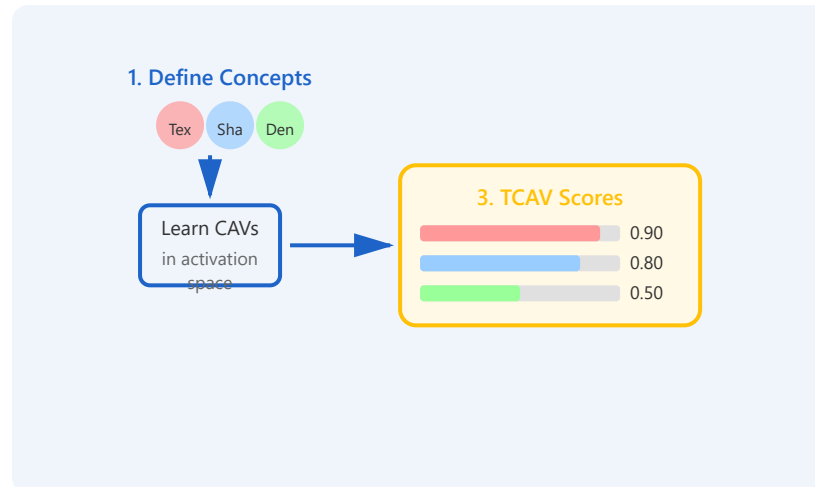 1. Define Concepts
Tex Sha Den
Learn CAVs
in activation
space
3. TCAV Scores
0.90
0.80
0.50